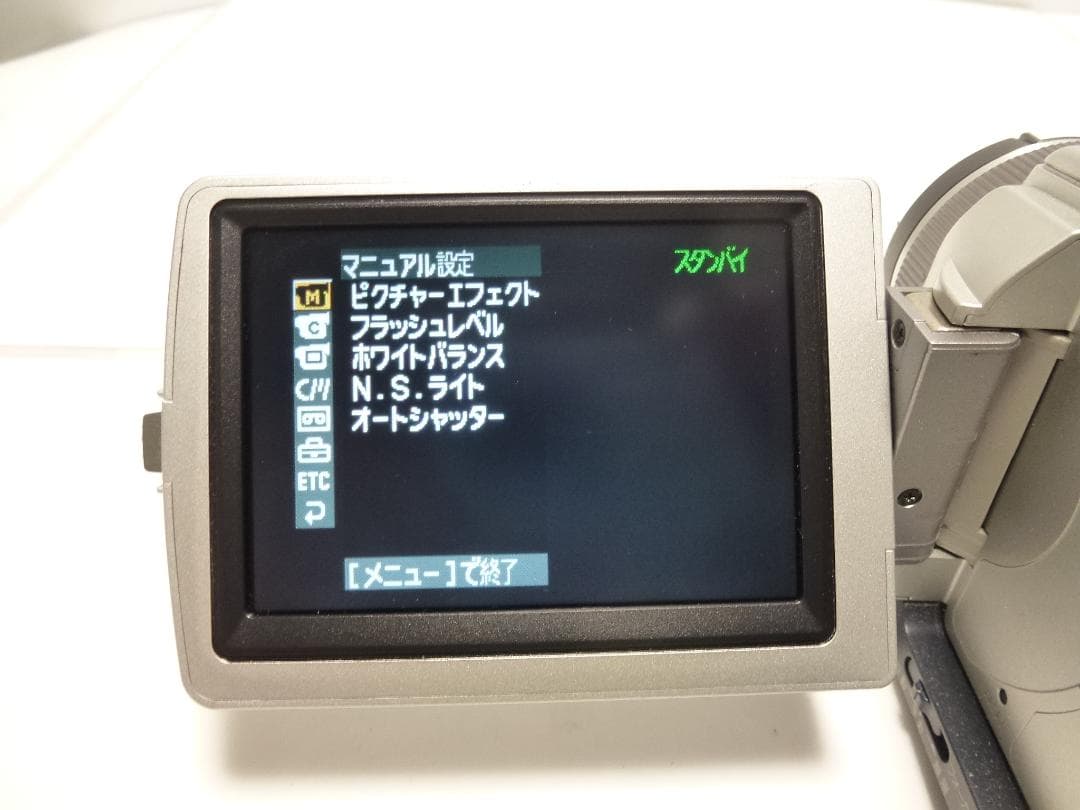 マニュアル設定
スタンバイ
M
ピクチャーエフェクト
C
フラッシュレベル
ホワイトバランス
N.S.ライト
オートシャッター
ETC
[メニュー]で終了